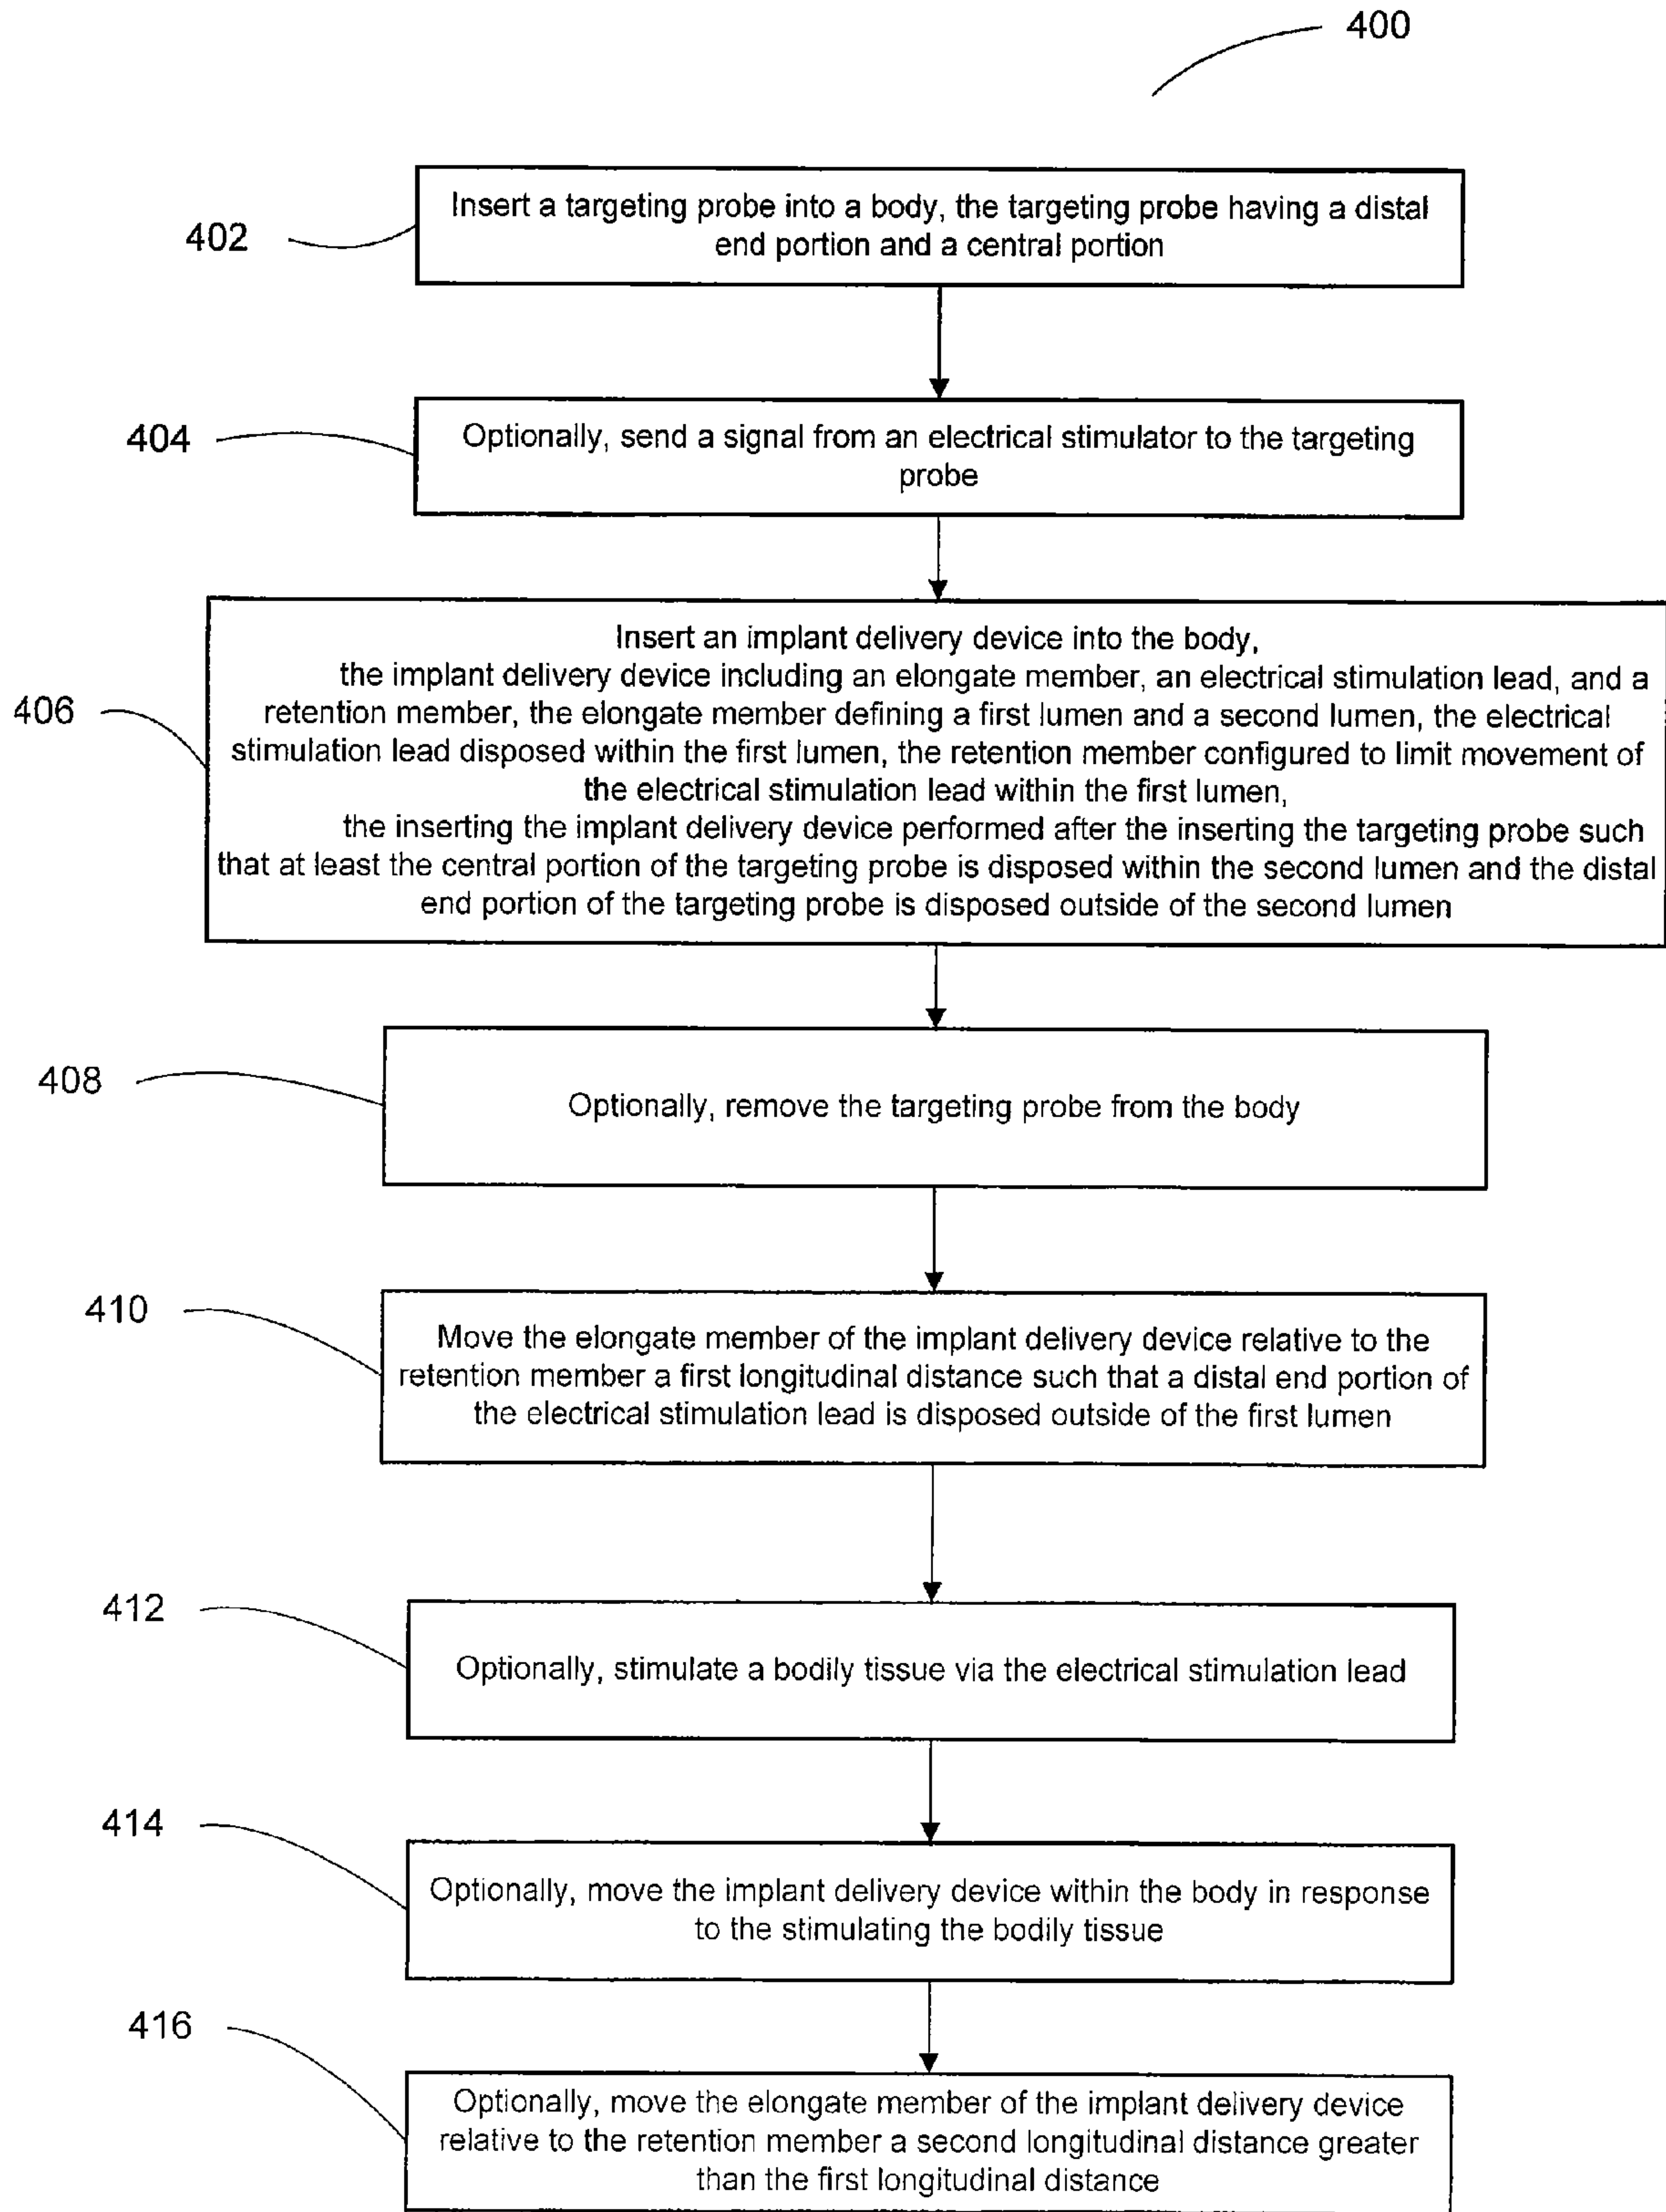 400
402
Insert a targeting probe into a body, the targeting probe having a distal
end portion and a central portion
404
Optionally, send a signal from an electrical stimulator to the targeting
probe
406
Insert an implant delivery device into the body,
the implant delivery device including an elongate member, an electrical stimulation lead, and a
retention member, the elongate member defining a first lumen and a second lumen, the electrical
stimulation lead disposed within the first lumen, the retention member configured to limit movement of
the electrical stimulation lead within the first lumen,
the inserting the implant delivery device performed after the inserting the targeting probe such
that at least the central portion of the targeting probe is disposed within the second lumen and the distal
end portion of the targeting probe is disposed outside of the second lumen
408
Optionally, remove the targeting probe from the body
410
Move the elongate member of the implant delivery device relative to the
retention member a first longitudinal distance such that a distal end portion of
the electrical stimulation lead is disposed outside of the first lumen
412
Optionally, stimulate a bodily tissue via the electrical stimulation lead
414
Optionally, move the implant delivery device within the body in response
to the stimulating the bodily tissue
416
Optionally, move the elongate member of the implant delivery device
relative to the retention member a second longitudinal distance greater
than the first longitudinal distance